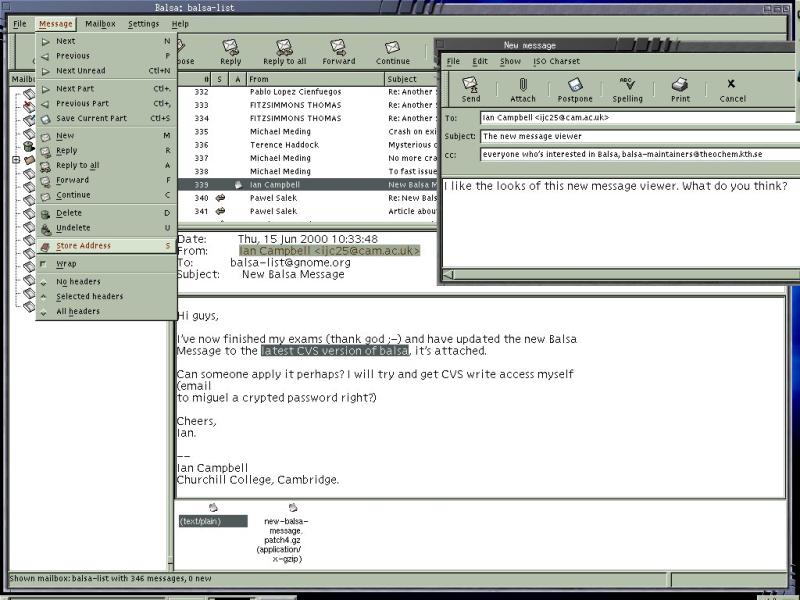 Balsa: balsa-list
File Message Mailbox Settings Help
Next N
Previous P
Next Unread Ctl+N
Next Part Ctl+.
Previous Part Ctl+,
Save Current Part Ctl+S
New M
Reply R
Reply to all A
Forward F
Continue C
Delete D
Undelete U
Store Address S
Wrap
No headers
Selected headers
All headers
Reply Reply to all Forward Continue
# S A From Subject
332 Pablo Lopez Cienfuegos Re: Another
333 FITZSIMMONS THOMAS Re: Another
334 FITZSIMMONS THOMAS Re: Another
335 Michael Meding Crash on exi
336 Terence Haddock Mysterious
337 Michael Meding No more cra
338 Michael Meding To fast issue
339 Ian Campbell New Balsa M
340 Pawel Salek Re: New Bals
341 Pawel Salek Article abou
Date: Thu, 15 Jun 2000 10:33:48
From: Ian Campbell <ijc25@cam.ac.uk>
To: balsa-list@gnome.org
Subject: New Balsa Message
Hi guys,
I've now finished my exams (thank god ;-) and have updated the new Balsa
Message to the latest CVS version of balsa, it's attached.
Can someone apply it perhaps? I will try and get CVS write access myself
(email
to miguel a crypted password right?)
Cheers,
Ian.
--
Ian Campbell
Churchill College, Cambridge.
(text/plain)
new-balsa-
message.
patch4.gz
(application/
x-gzip)
Shown mailbox: balsa-list with 346 messages, 0 new
New message
File Edit Show ISO Charset
Send Attach Postpone Spelling Print Cancel
To: Ian Campbell <ijc25@cam.ac.uk>
Subject: The new message viewer
cc: everyone who's interested in Balsa, balsa-maintainers@theochem.kth.se
I like the looks of this new message viewer. What do you think?